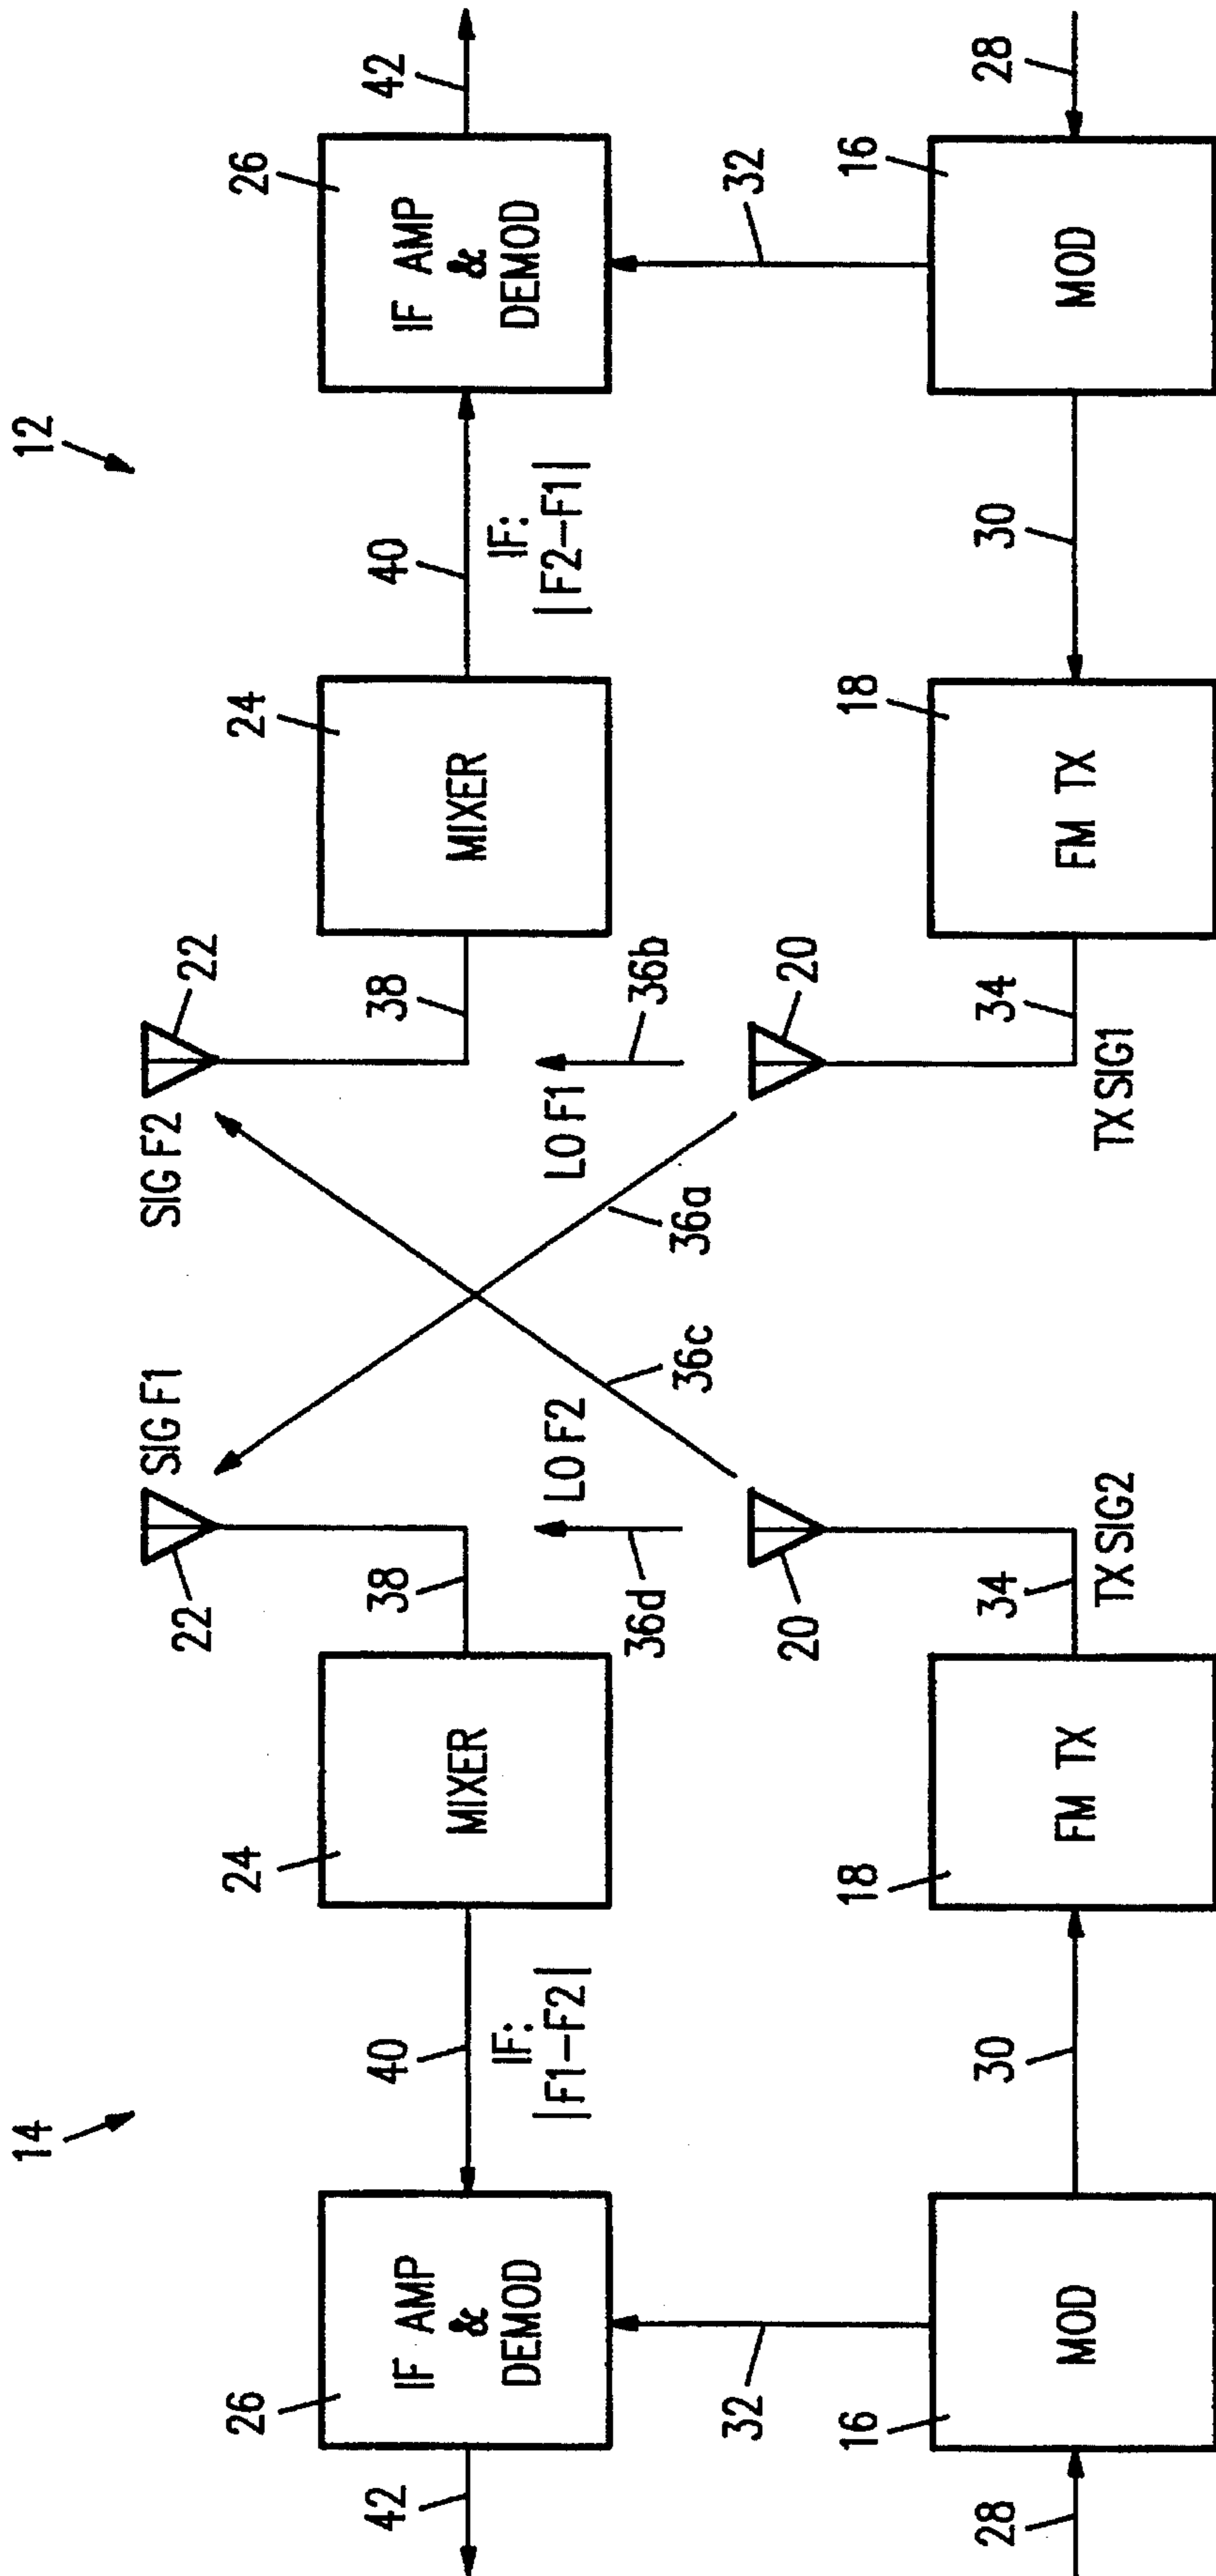 14
12
SIG F1
SIG F2
22
22
26
24
24
26
42
40
38
38
40
42
IF AMP
&
DEMOD
MIXER
MIXER
IF AMP
&
DEMOD
IF:
|F1-F2|
LO F2
LO F1
IF:
|F2-F1|
36d
36c
36a
36b
32
32
20
20
16
18
18
16
28
30
34
34
30
28
MOD
FM TX
TX SIG2
TX SIG1
FM TX
MOD